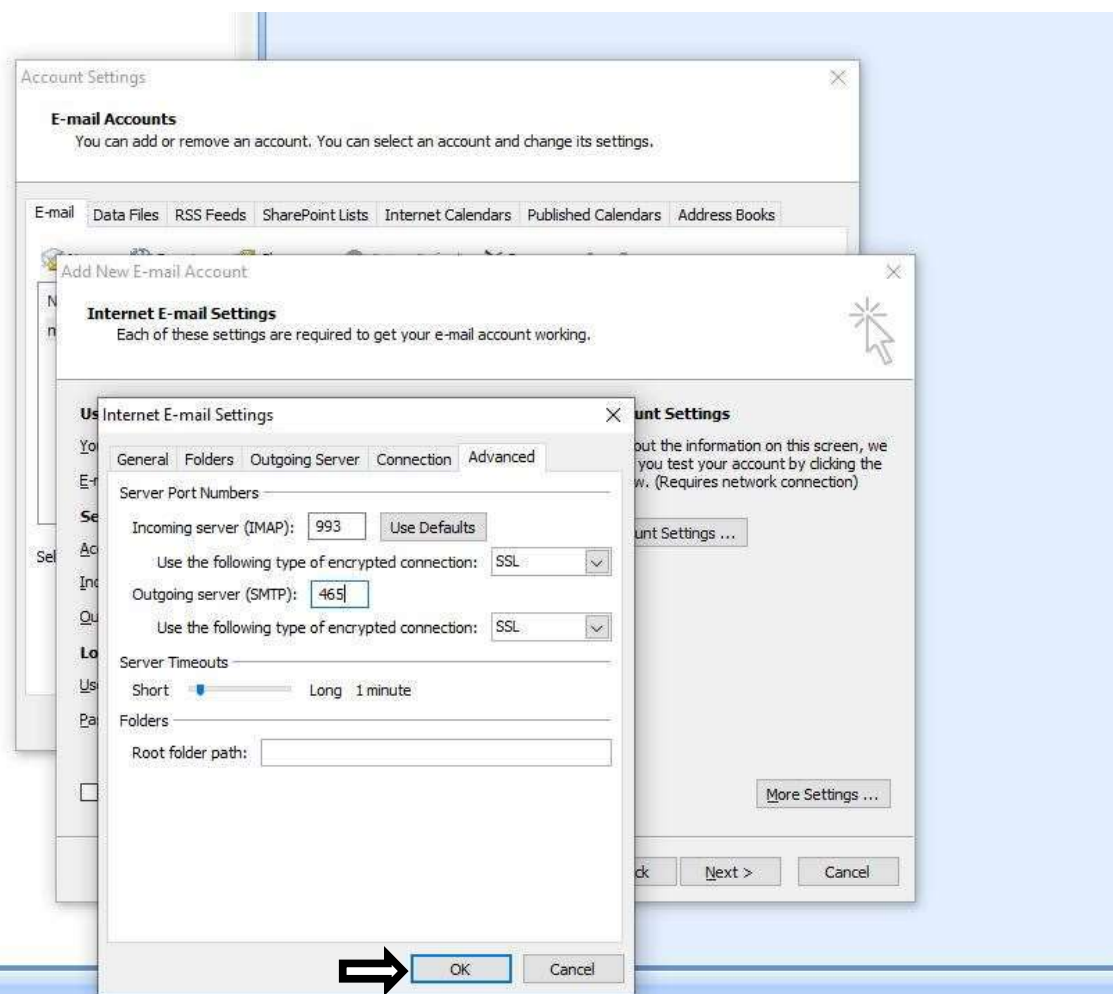 Account Settings
E-mail Accounts
You can add or remove an account. You can select an account and change its settings.
E-mail Data Files RSS Feeds SharePoint Lists Internet Calendars Published Calendars Address Books
Add New E-mail Account
Internet E-mail Settings
Each of these settings are required to get your e-mail account working.
Internet E-mail Settings
General Folders Outgoing Server Connection Advanced
Server Port Numbers
Incoming server (IMAP): 993 Use Defaults
Use the following type of encrypted connection: SSL
Outgoing server (SMTP): 465
Use the following type of encrypted connection: SSL
Server Timeouts
Short Long 1 minute
Folders
Root folder path:
OK Cancel
unt Settings
out the information on this screen, we
you test your account by clicking the
w. (Requires network connection)
unt Settings ...
More Settings ...
ck Next > Cancel